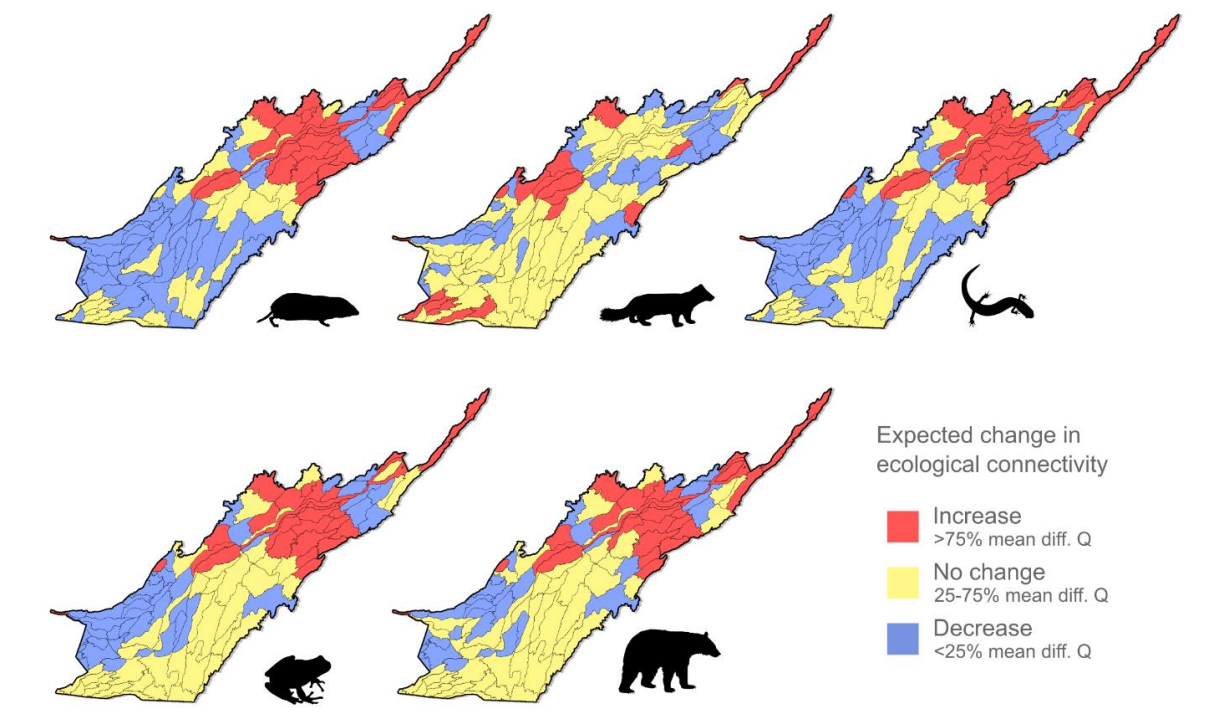 Expected change in
ecological connectivity
Increase
>75% mean diff. Q
No change
25-75% mean diff. Q
Decrease
<25% mean diff. Q